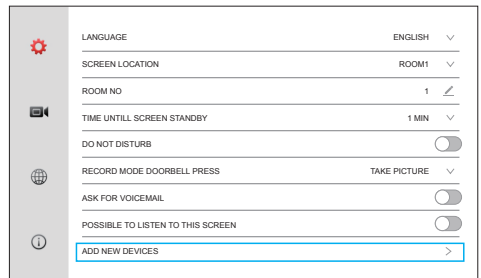 LANGUAGE ENGLISH
SCREEN LOCATION ROOM1
ROOM NO 1
TIME UNTILL SCREEN STANDBY 1 MIN
DO NOT DISTURB
RECORD MODE DOORBELL PRESS TAKE PICTURE
ASK FOR VOICEMAIL
POSSIBLE TO LISTEN TO THIS SCREEN
ADD NEW DEVICES